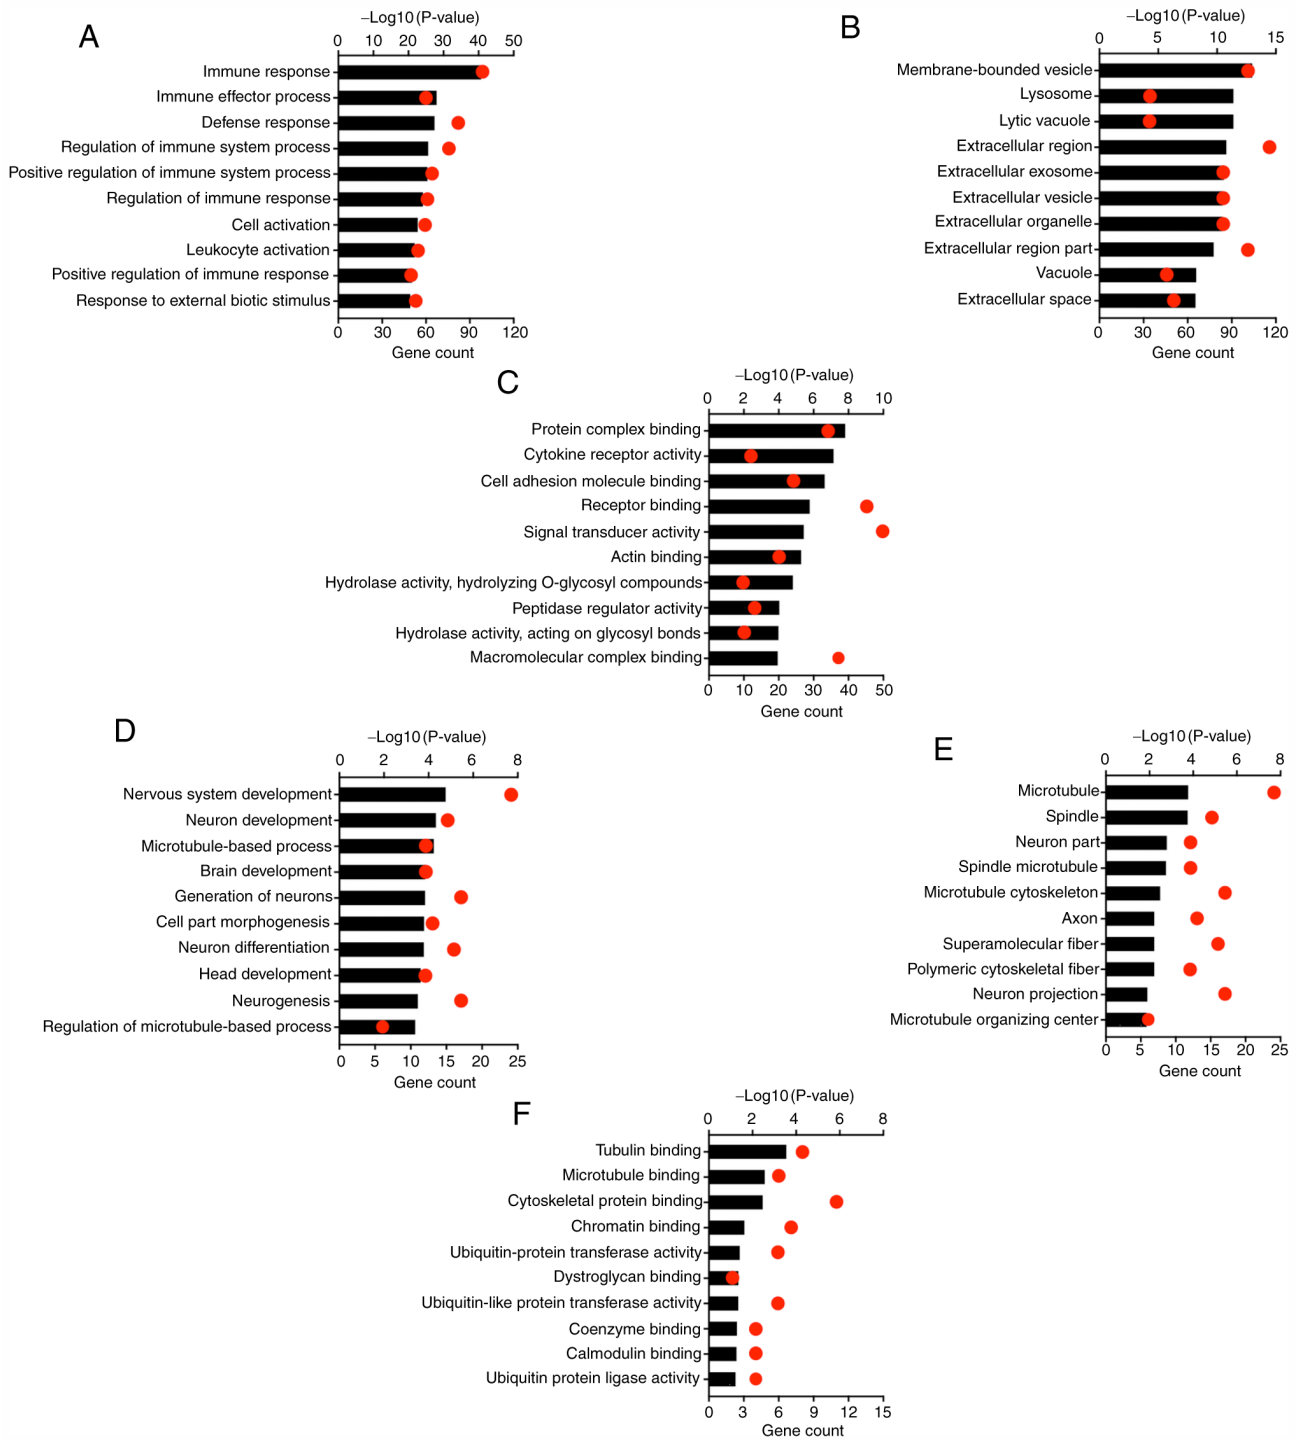 A
−Log10 (P-value)
0 10 20 30 40 50
Immune response
Immune effector process
Defense response
Regulation of immune system process
Positive regulation of immune system process
Regulation of immune response
Cell activation
Leukocyte activation
Positive regulation of immune response
Response to external biotic stimulus
0 30 60 90 120
Gene count
B
−Log10 (P-value)
0 5 10 15
Membrane-bounded vesicle
Lysosome
Lytic vacuole
Extracellular region
Extracellular exosome
Extracellular vesicle
Extracellular organelle
Extracellular region part
Vacuole
Extracellular space
0 30 60 90 120
Gene count
C
−Log10 (P-value)
0 2 4 6 8 10
Protein complex binding
Cytokine receptor activity
Cell adhesion molecule binding
Receptor binding
Signal transducer activity
Actin binding
Hydrolase activity, hydrolyzing O-glycosyl compounds
Peptidase regulator activity
Hydrolase activity, acting on glycosyl bonds
Macromolecular complex binding
0 10 20 30 40 50
Gene count
D
−Log10 (P-value)
0 2 4 6 8
Nervous system development
Neuron development
Microtubule-based process
Brain development
Generation of neurons
Cell part morphogenesis
Neuron differentiation
Head development
Neurogenesis
Regulation of microtubule-based process
0 5 10 15 20 25
Gene count
E
−Log10 (P-value)
0 2 4 6 8
Microtubule
Spindle
Neuron part
Spindle microtubule
Microtubule cytoskeleton
Axon
Superamolecular fiber
Polymeric cytoskeletal fiber
Neuron projection
Microtubule organizing center
0 5 10 15 20 25
Gene count
F
−Log10 (P-value)
0 2 4 6 8
Tubulin binding
Microtubule binding
Cytoskeletal protein binding
Chromatin binding
Ubiquitin-protein transferase activity
Dystroglycan binding
Ubiquitin-like protein transferase activity
Coenzyme binding
Calmodulin binding
Ubiquitin protein ligase activity
0 3 6 9 12 15
Gene count